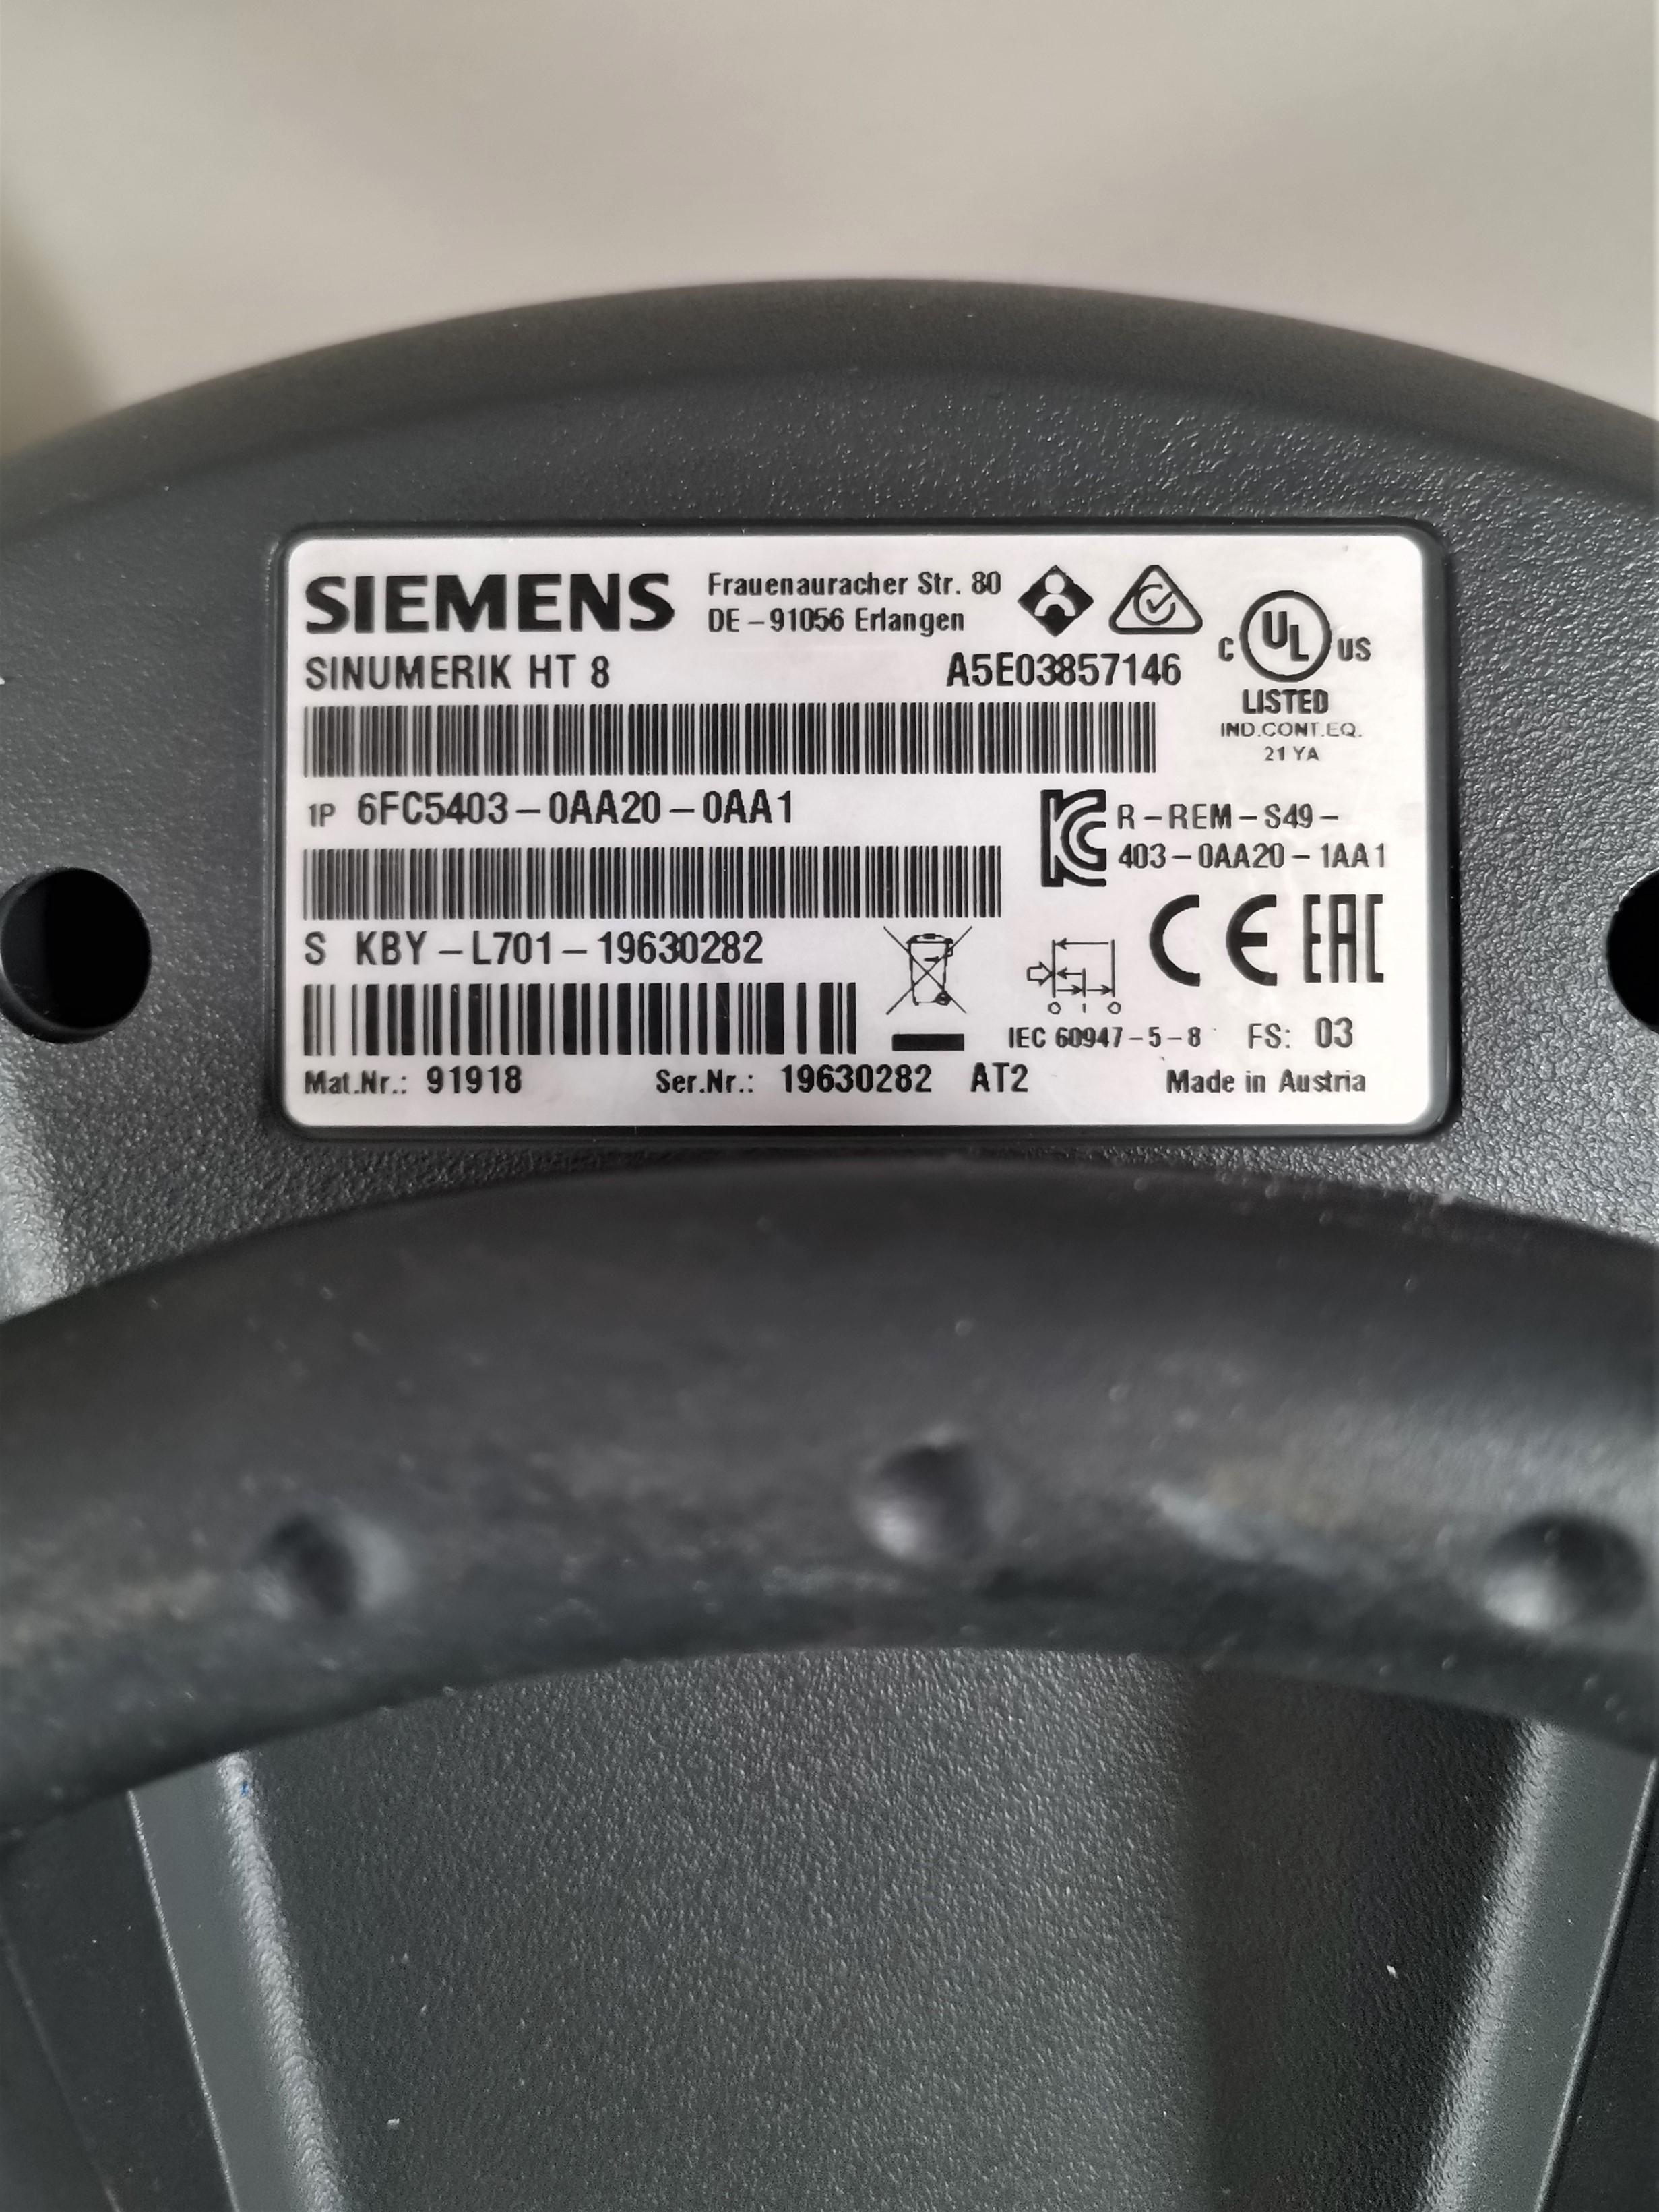 SIEMENS
Frauenauracher Str. 80
DE-91056 Erlangen
SINUMERIK HT 8
A5E03857146
C UL US
LISTED
IND.CONT.EQ.
21 YA
1P 6FC5403-0AA20-0AA1
R-REM-S49-
403-0AA20-1AA1
CE EAC
S KBY-L701-19630282
IEC 60947-5-8
FS: 03
Mat.Nr.: 91918
Ser.Nr.: 19630282 AT2
Made in Austria